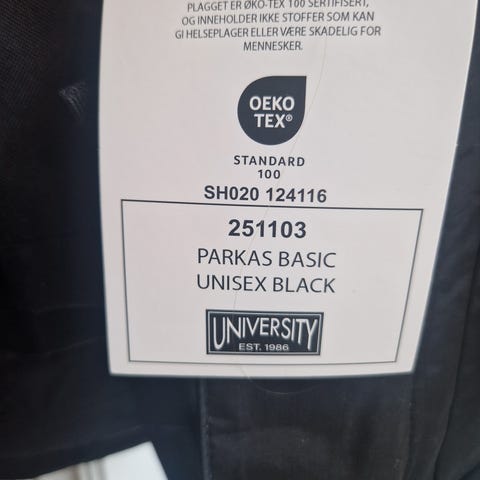 PLAGGET ER ØKO-TEX 100 SERTIFISERT,
OG INNEHOLDER IKKE STOFFER SOM KAN
GI HELSEPLAGER ELLER VÆRE SKADELIG FOR
MENNESKER.
OEKO
TEX®
STANDARD
100
SH020 124116
251103
PARKAS BASIC
UNISEX BLACK
UNIVERSITY
EST. 1986